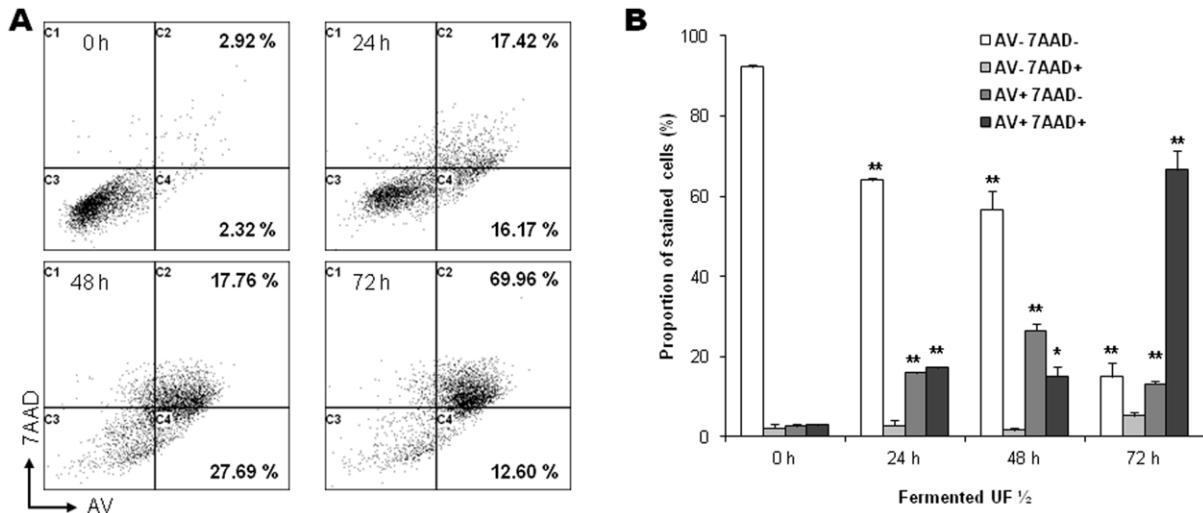 A
C1 0 h C2 2.92 %
C3 C4 2.32 %
C1 24 h C2 17.42 %
C3 C4 16.17 %
C1 48 h C2 17.76 %
C3 C4 27.69 %
C1 72 h C2 69.96 %
C3 C4 12.60 %
7AAD
AV
B
Proportion of stained cells (%)
100
80
60
40
20
0
AV- 7AAD-
AV- 7AAD+
AV+ 7AAD-
AV+ 7AAD+
** ** **
** ** *
** ** **
0 h 24 h 48 h 72 h
Fermented UF ½